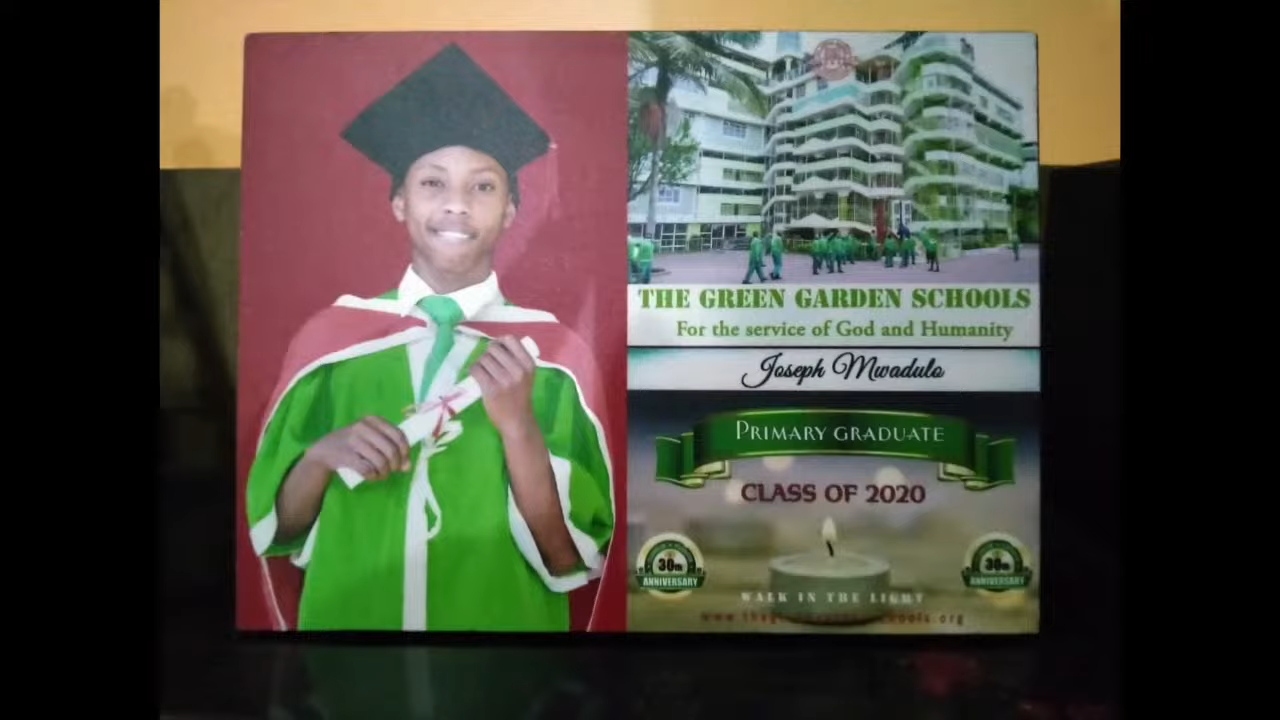 THE GREEN GARDEN SCHOOLS
For the service of God and Humanity
Joseph Mwadulo
PRIMARY GRADUATE
CLASS OF 2020
30th
ANNIVERSARY
30th
ANNIVERSARY
WALK IN THE LIGHT